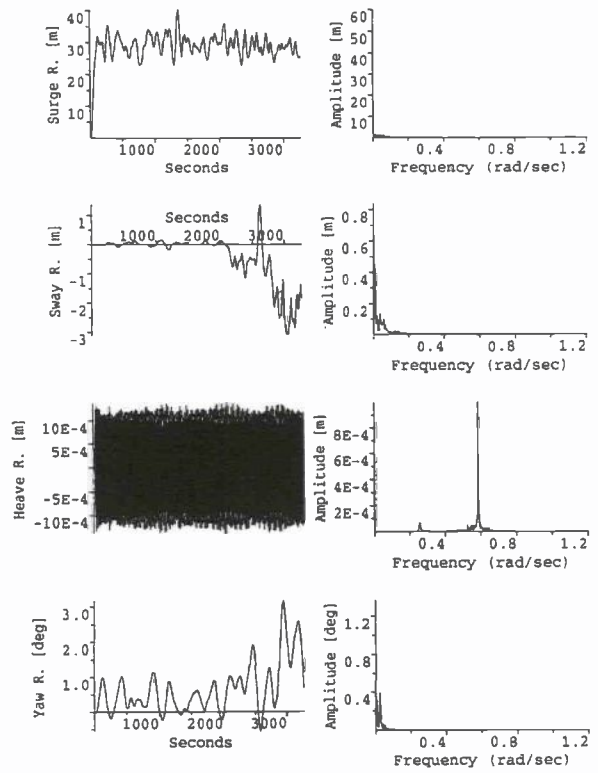 Surge R. [m]
40
30
20
10
1000 2000 3000
Seconds
Amplitude [m]
60
50
40
30
20
10
0.4 0.8 1.2
Frequency (rad/sec)
Sway R. [m]
Seconds
1
1000 2000 3000
-1
-2
-3
Amplitude [m]
0.8
0.6
0.4
0.2
0.4 0.8 1.2
Frequency (rad/sec)
Heave R. [m]
10E-4
5E-4
-5E-4
-10E-4
Amplitude [m]
8E-4
6E-4
4E-4
2E-4
0.4 0.8 1.2
Frequency (rad/sec)
Yaw R. [deg]
3.0
2.0
1.0
1000 2000 3000
Seconds
Amplitude [deg]
1.2
0.8
0.4
0.4 0.8 1.2
Frequency (rad/sec)